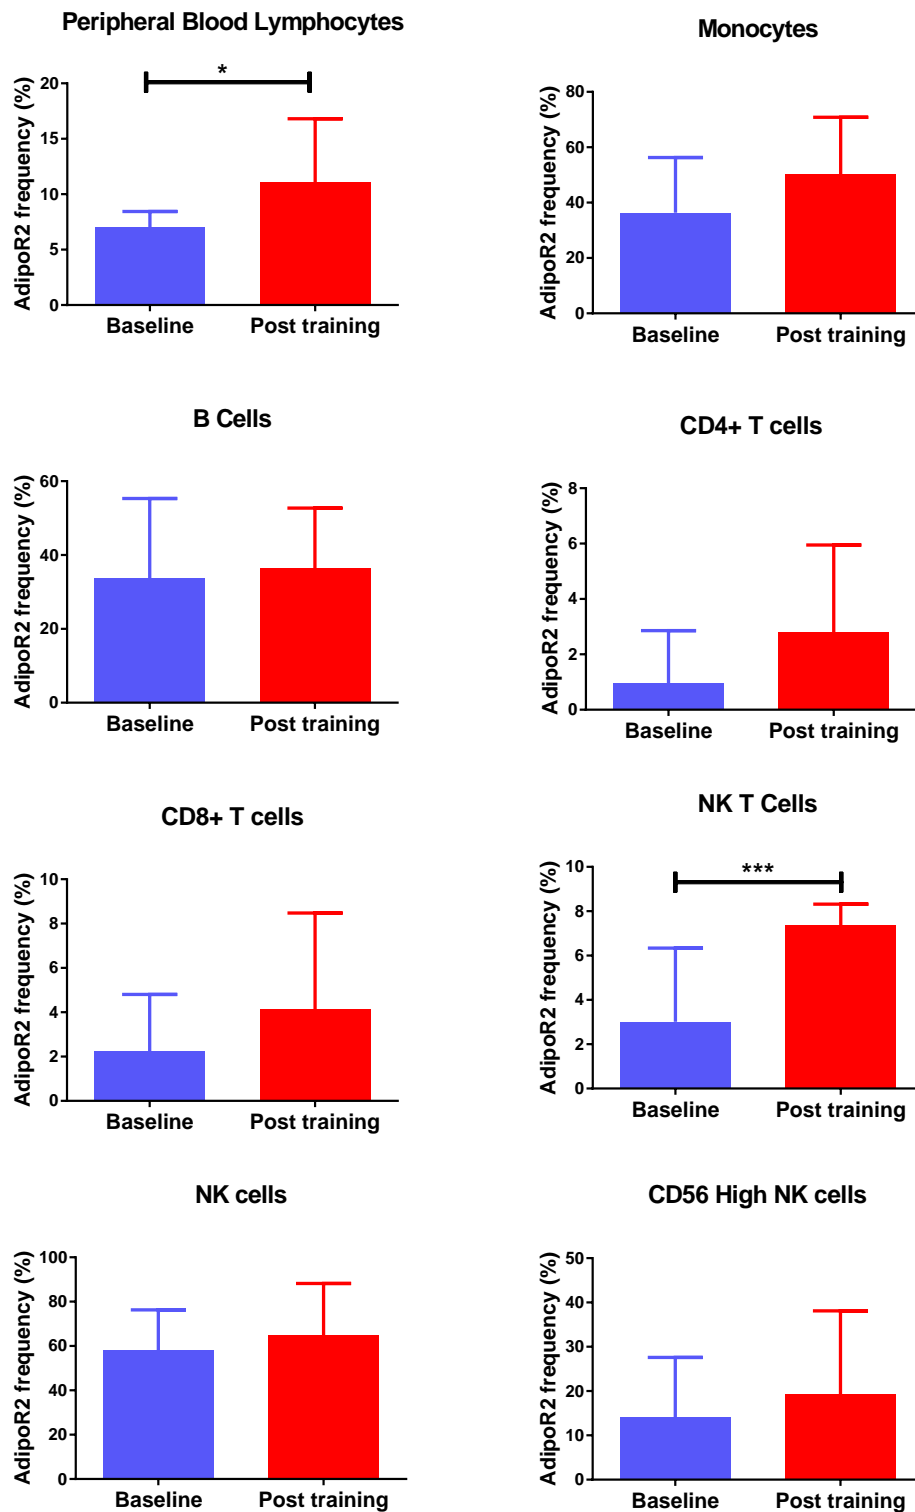 Peripheral Blood Lymphocytes
AdipoR2 frequency (%)
20
15
10
5
0
*
Baseline Post training
Monocytes
AdipoR2 frequency (%)
80
60
40
20
0
Baseline Post training
B Cells
AdipoR2 frequency (%)
60
40
20
0
Baseline Post training
CD4+ T cells
AdipoR2 frequency (%)
8
6
4
2
0
Baseline Post training
CD8+ T cells
AdipoR2 frequency (%)
10
8
6
4
2
0
Baseline Post training
NK T Cells
AdipoR2 frequency (%)
10
8
6
4
2
0
***
Baseline Post training
NK cells
AdipoR2 frequency (%)
100
80
60
40
20
0
Baseline Post training
CD56 High NK cells
AdipoR2 frequency (%)
50
40
30
20
10
0
Baseline Post training